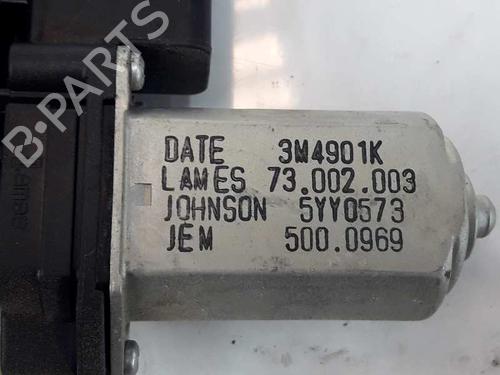 DATE 3M4901K
LAMES 73.002.003
JOHNSON 5YY0573
JEM 500.0969
B-PARTS